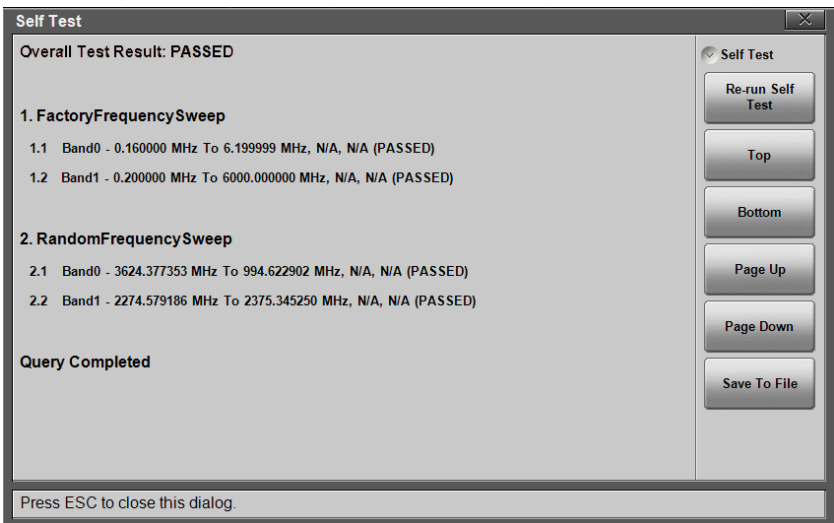 Self Test
Overall Test Result: PASSED
1. FactoryFrequencySweep
1.1 Band0 - 0.160000 MHz To 6.199999 MHz, N/A, N/A (PASSED)
1.2 Band1 - 0.200000 MHz To 6000.000000 MHz, N/A, N/A (PASSED)
2. RandomFrequencySweep
2.1 Band0 - 3624.377353 MHz To 994.622902 MHz, N/A, N/A (PASSED)
2.2 Band1 - 2274.579186 MHz To 2375.345250 MHz, N/A, N/A (PASSED)
Query Completed
Self Test
Re-run Self
Test
Top
Bottom
Page Up
Page Down
Save To File
Press ESC to close this dialog.